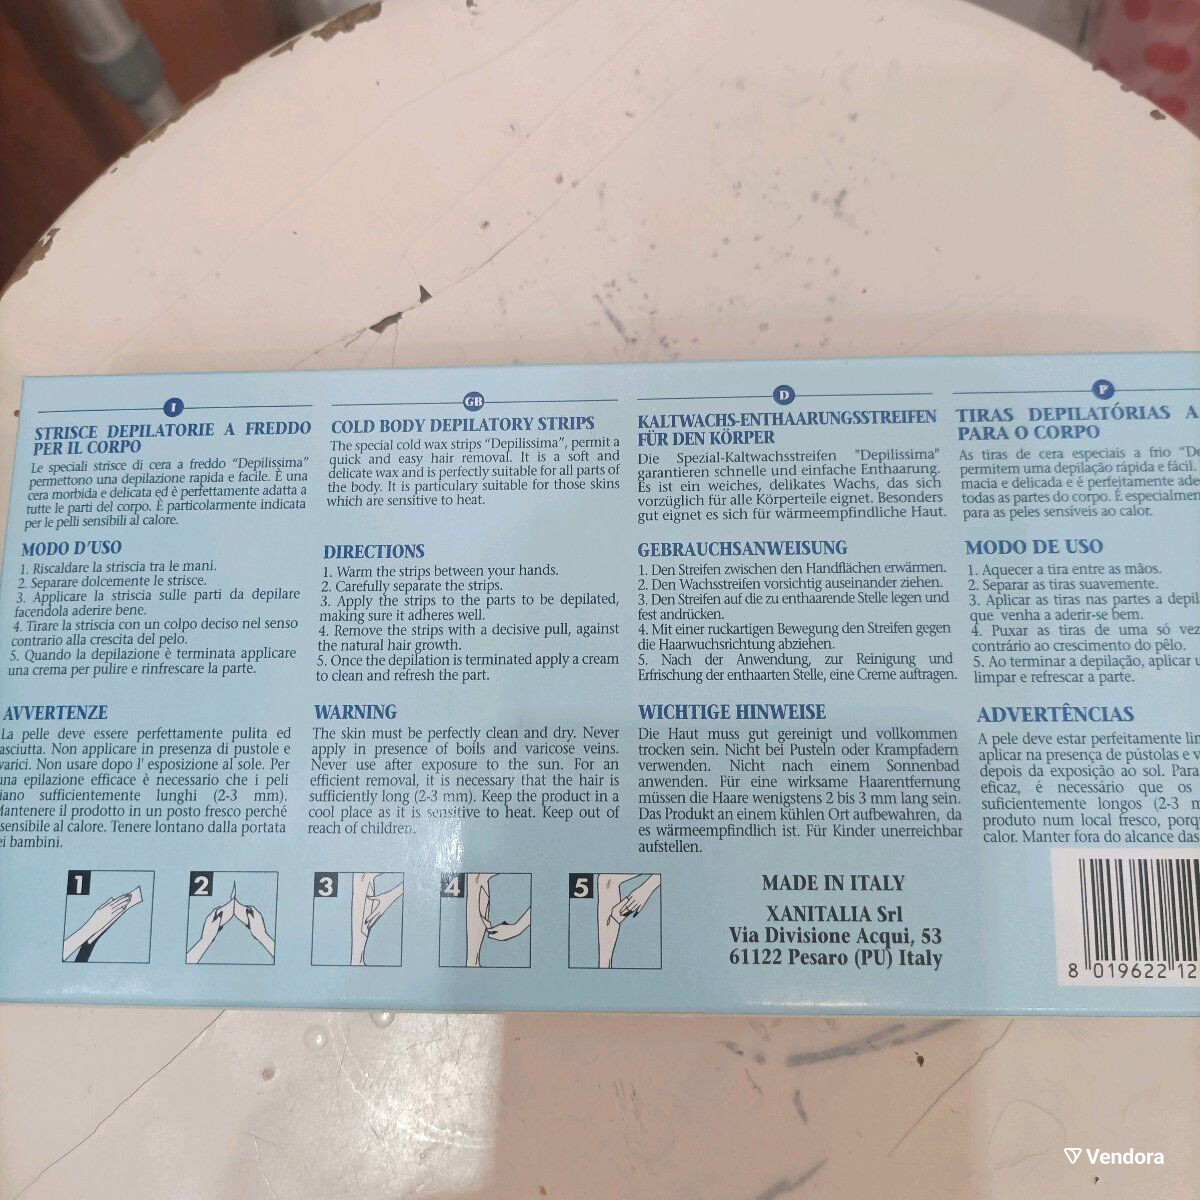 I
STRISCE DEPILATORIE A FREDDO
PER IL CORPO
Le speciali strisce di cera a freddo “Depilissima”
permettono una depilazione rapida e facile. È una
cera morbida e delicata ed è perfettamente adatta a
tutte le parti del corpo. È particolarmente indicata
per le pelli sensibili al calore.
MODO D'USO
1. Riscaldare la striscia tra le mani.
2. Separare dolcemente le strisce.
3. Applicare la striscia sulle parti da depilare
facendola aderire bene.
4. Tirare la striscia con un colpo deciso nel senso
contrario alla crescita del pelo.
5. Quando la depilazione è terminata applicare
una crema per pulire e rinfrescare la parte.
AVVERTENZE
La pelle deve essere perfettamente pulita ed
asciutta. Non applicare in presenza di pustole e
varici. Non usare dopo l' esposizione al sole. Per
una epilazione efficace è necessario che i peli
siano sufficientemente lunghi (2-3 mm).
Mantenere il prodotto in un posto fresco perché
sensibile al calore. Tenere lontano dalla portata
ei bambini.
GB
COLD BODY DEPILATORY STRIPS
The special cold wax strips “Depilissima”, permit a
quick and easy hair removal. It is a soft and
delicate wax and is perfectly suitable for all parts of
the body. It is particulary suitable for those skins
which are sensitive to heat.
DIRECTIONS
1. Warm the strips between your hands.
2. Carefully separate the strips.
3. Apply the strips to the parts to be depilated,
making sure it adheres well.
4. Remove the strips with a decisive pull, against
the natural hair growth.
5. Once the depilation is terminated apply a cream
to clean and refresh the part.
WARNING
The skin must be perfectly clean and dry. Never
apply in presence of boils and varicose veins.
Never use after exposure to the sun. For an
efficient removal, it is necessary that the hair is
sufficiently long (2-3 mm). Keep the product in a
cool place as it is sensitive to heat. Keep out of
reach of children.
D
KALTWACHS-ENTHAARUNGSSTREIFEN
FÜR DEN KÖRPER
Die Spezial-Kaltwachsstreifen "Depilissima"
garantieren schnelle und einfache Enthaarung.
Es ist ein weiches, delikates Wachs, das sich
vorzüglich für alle Körperteile eignet. Besonders
gut eignet es sich für wärmeempfindliche Haut.
GEBRAUCHSANWEISUNG
1. Den Streifen zwischen den Handflächen erwärmen.
2. Den Wachsstreifen vorsichtig auseinander ziehen.
3. Den Streifen auf die zu enthaarende Stelle legen und
fest andrücken.
4. Mit einer ruckartigen Bewegung den Streifen gegen
die Haarwuchsrichtung abziehen.
5. Nach der Anwendung, zur Reinigung und
Erfrischung der enthaarten Stelle, eine Creme auftragen.
WICHTIGE HINWEISE
Die Haut muss gut gereinigt und vollkommen
trocken sein. Nicht bei Pusteln oder Krampfadern
verwenden. Nicht nach einem Sonnenbad
anwenden. Für eine wirksame Haarentfernung
müssen die Haare wenigstens 2 bis 3 mm lang sein.
Das Produkt an einem kühlen Ort aufbewahren, da
es wärmeempfindlich ist. Für Kinder unerreichbar
aufstellen.
P
TIRAS DEPILATÓRIAS A
PARA O CORPO
As tiras de cera especiais a frio “De
permitem uma depilação rápida e fácil.
macia e delicada e é perfeitamente ade
todas as partes do corpo. É especialmen
para as peles sensíveis ao calor.
MODO DE USO
1. Aquecer a tira entre as mãos.
2. Separar as tiras suavemente.
3. Aplicar as tiras nas partes a depil
que venha a aderir-se bem.
4. Puxar as tiras de uma só vez
contrário ao crescimento do pêlo.
5. Ao terminar a depilação, aplicar u
limpar e refrescar a parte.
ADVERTÊNCIAS
A pele deve estar perfeitamente lim
aplicar na presença de pústolas e v
depois da exposição ao sol. Para
eficaz, é necessário que os
suficientemente longos (2-3 m
produto num local fresco, porq
calor. Manter fora do alcance das
1 2 3 4 5
MADE IN ITALY
XANITALIA Srl
Via Divisione Acqui, 53
61122 Pesaro (PU) Italy
8 019622 12
Vendora